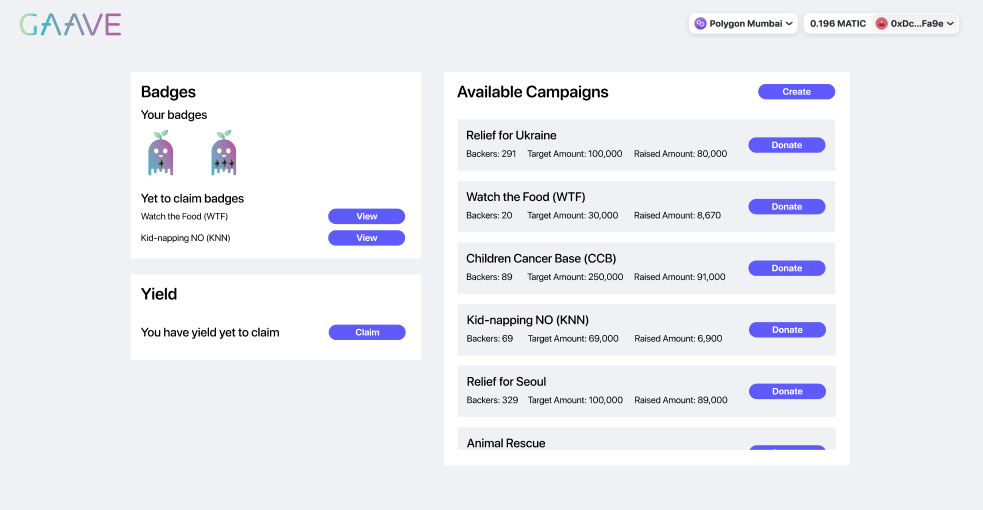 GAAVE
Polygon Mumbai
0.196 MATIC
0xDc...Fa9e
Badges
Your badges
Yet to claim badges
Watch the Food (WTF)
View
Kid-napping NO (KNN)
View
Yield
You have yield yet to claim
Claim
Available Campaigns
Create
Relief for Ukraine
Backers: 291 Target Amount: 100,000 Raised Amount: 80,000
Donate
Watch the Food (WTF)
Backers: 20 Target Amount: 30,000 Raised Amount: 8,670
Donate
Children Cancer Base (CCB)
Backers: 89 Target Amount: 250,000 Raised Amount: 91,000
Donate
Kid-napping NO (KNN)
Backers: 69 Target Amount: 69,000 Raised Amount: 6,900
Donate
Relief for Seoul
Backers: 329 Target Amount: 100,000 Raised Amount: 89,000
Donate
Animal Rescue